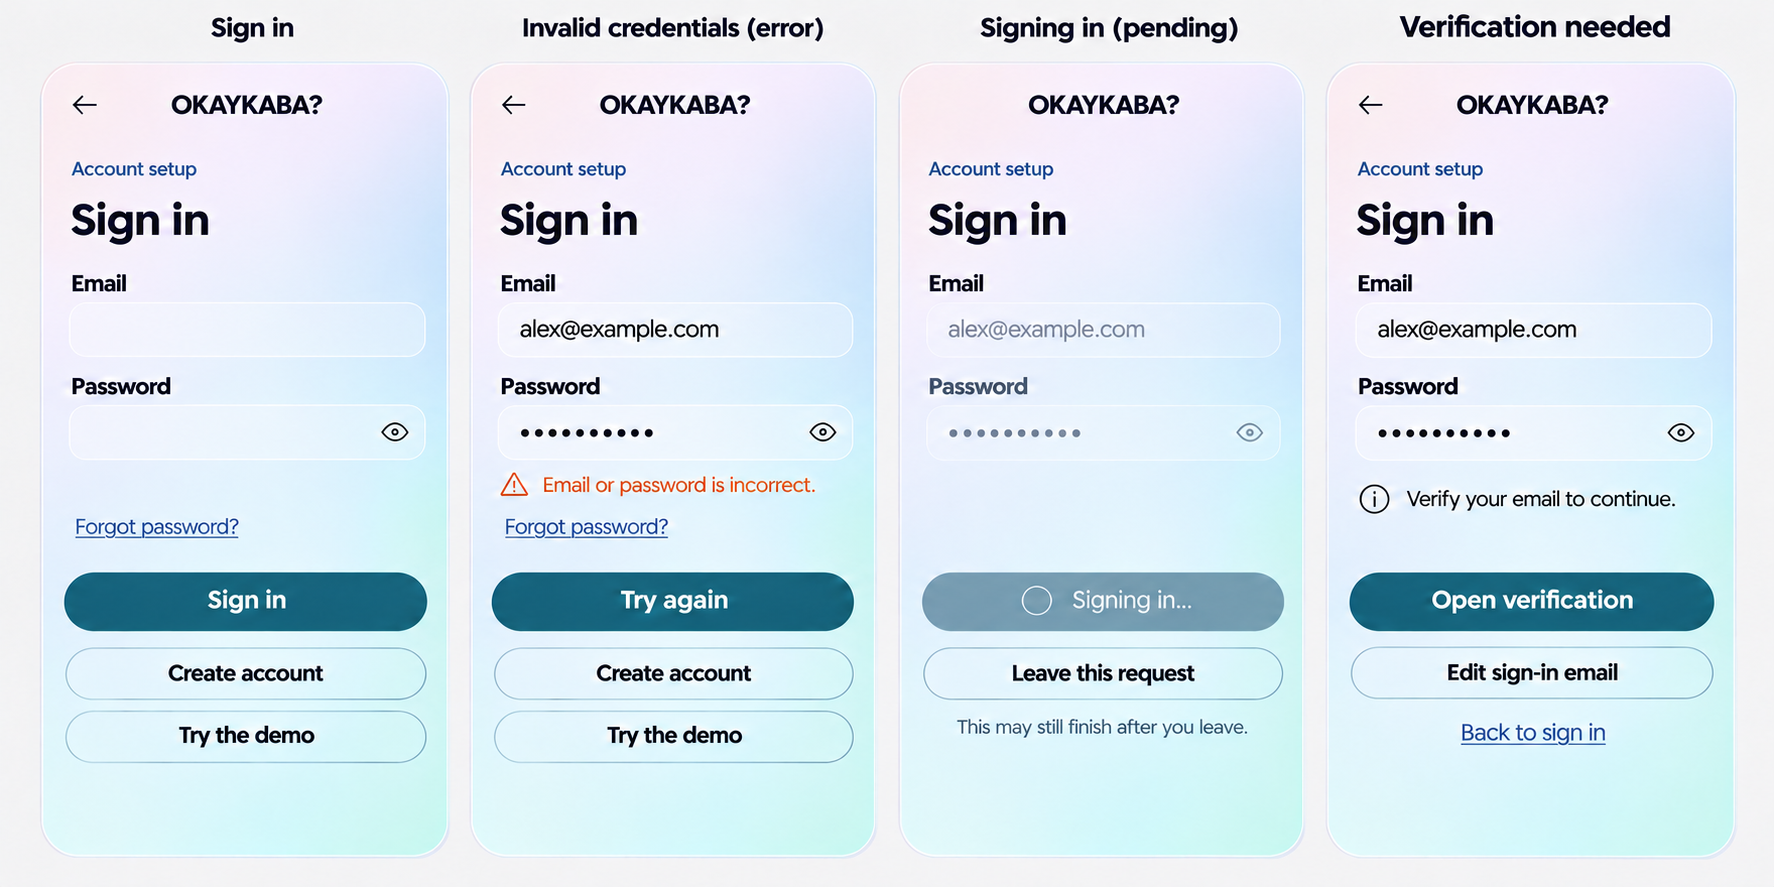 Sign in
OKAYKABA?
Account setup
Sign in
Email
Password
Forgot password?
Sign in
Create account
Try the demo
Invalid credentials (error)
OKAYKABA?
Account setup
Sign in
Email
alex@example.com
Password
••••••••••
Email or password is incorrect.
Forgot password?
Try again
Create account
Try the demo
Signing in (pending)
OKAYKABA?
Account setup
Sign in
Email
alex@example.com
Password
••••••••••
Signing in...
Leave this request
This may still finish after you leave.
Verification needed
OKAYKABA?
Account setup
Sign in
Email
alex@example.com
Password
••••••••••
Verify your email to continue.
Open verification
Edit sign-in email
Back to sign in